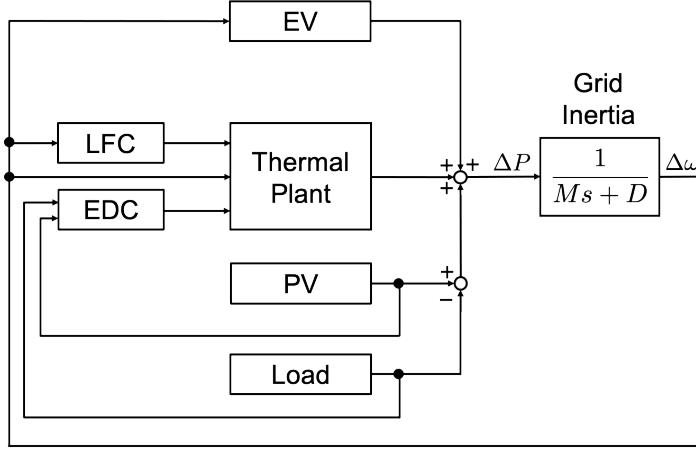 EV
Grid
Inertia
LFC
Thermal
Plant
EDC
+ +
+
ΔP
1
Ms + D
Δω
PV
+
−
Load